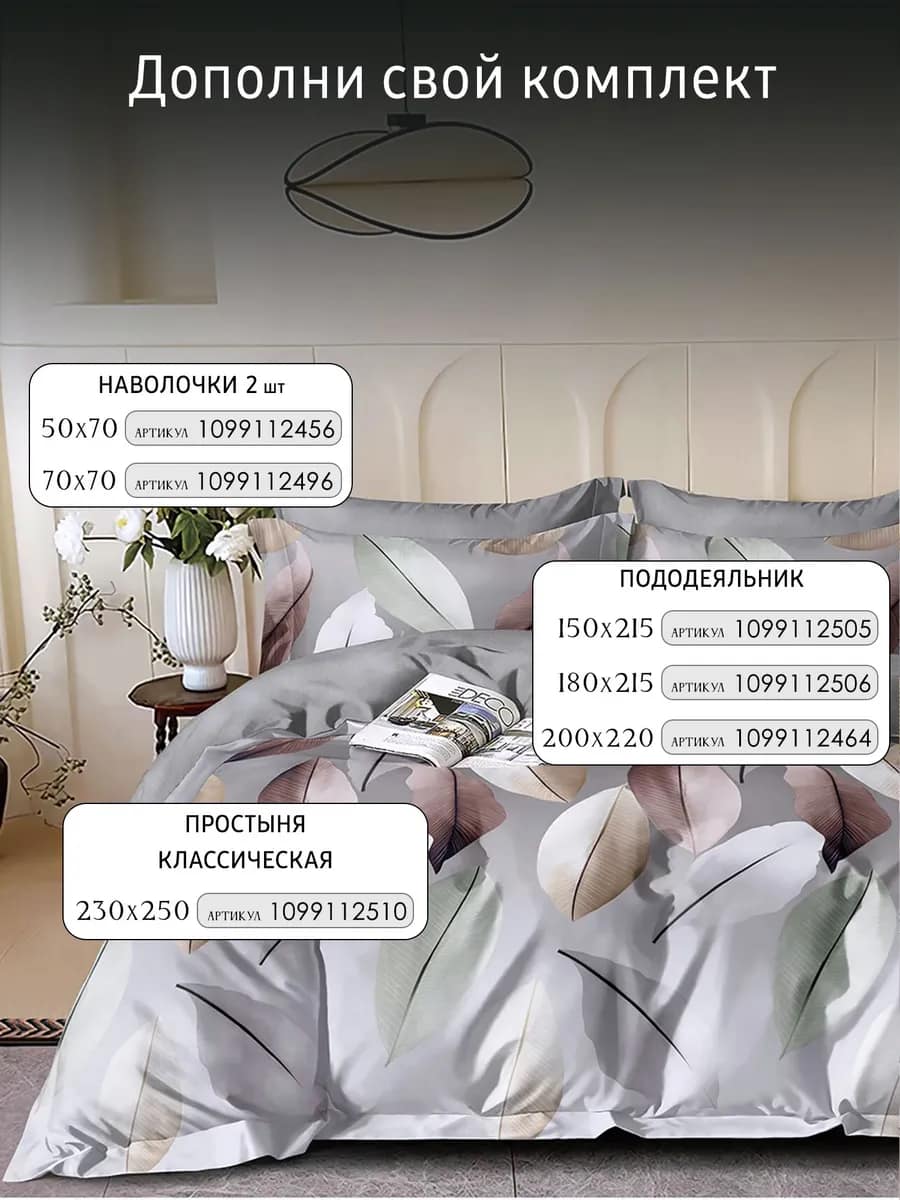 Дополни свой комплект
НАВОЛОЧКИ 2 шт
50х70 АРТИКУЛ 1099112456
70х70 АРТИКУЛ 1099112496
ПОДОДЕЯЛЬНИК
150х215 АРТИКУЛ 1099112505
180х215 АРТИКУЛ 1099112506
200х220 АРТИКУЛ 1099112464
DECO
ПРОСТЫНЯ
КЛАССИЧЕСКАЯ
230х250 АРТИКУЛ 1099112510